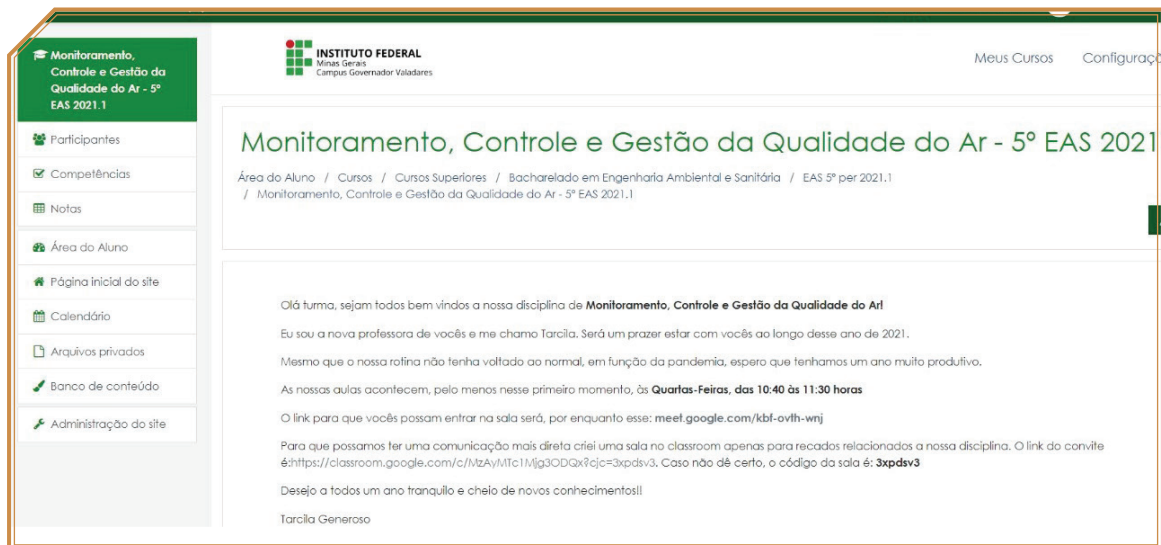 Monitoramento,
Controle e Gestão da
Qualidade do Ar - 5º
EAS 2021.1
Participantes
Competências
Notas
Área do Aluno
Página inicial do site
Calendário
Arquivos privados
Banco de conteúdo
Administração do site
INSTITUTO FEDERAL
Minas Gerais
Campus Governador Valadares
Meus Cursos Configuraçõ
Monitoramento, Controle e Gestão da Qualidade do Ar - 5º EAS 2021
Área do Aluno / Cursos / Cursos Superiores / Bacharelado em Engenharia Ambiental e Sanitária / EAS 5º per 2021.1
/ Monitoramento, Controle e Gestão da Qualidade do Ar - 5º EAS 2021.1
Olá turma, sejam todos bem vindos a nossa disciplina de Monitoramento, Controle e Gestão da Qualidade do Ar!
Eu sou a nova professora de vocês e me chamo Tarcila. Será um prazer estar com vocês ao longo desse ano de 2021.
Mesmo que o nossa rotina não tenha voltado ao normal, em função da pandemia, espero que tenhamos um ano muito produtivo.
As nossas aulas acontecem, pelo menos nesse primeiro momento, às Quartas-Feiras, das 10:40 às 11:30 horas
O link para que vocês possam entrar na sala será, por enquanto esse: meet.google.com/kbf-ovth-wnj
Para que possamos ter uma comunicação mais direta criei uma sala no classroom apenas para recados relacionados a nossa disciplina. O link do convite
é:https://classroom.google.com/c/MzAyMTc1Mjg3ODQx?cjc=3xpdsv3. Caso não dê certo, o código da sala é: 3xpdsv3
Desejo a todos um ano tranquilo e cheio de novos conhecimentos!!
Tarcila Generoso